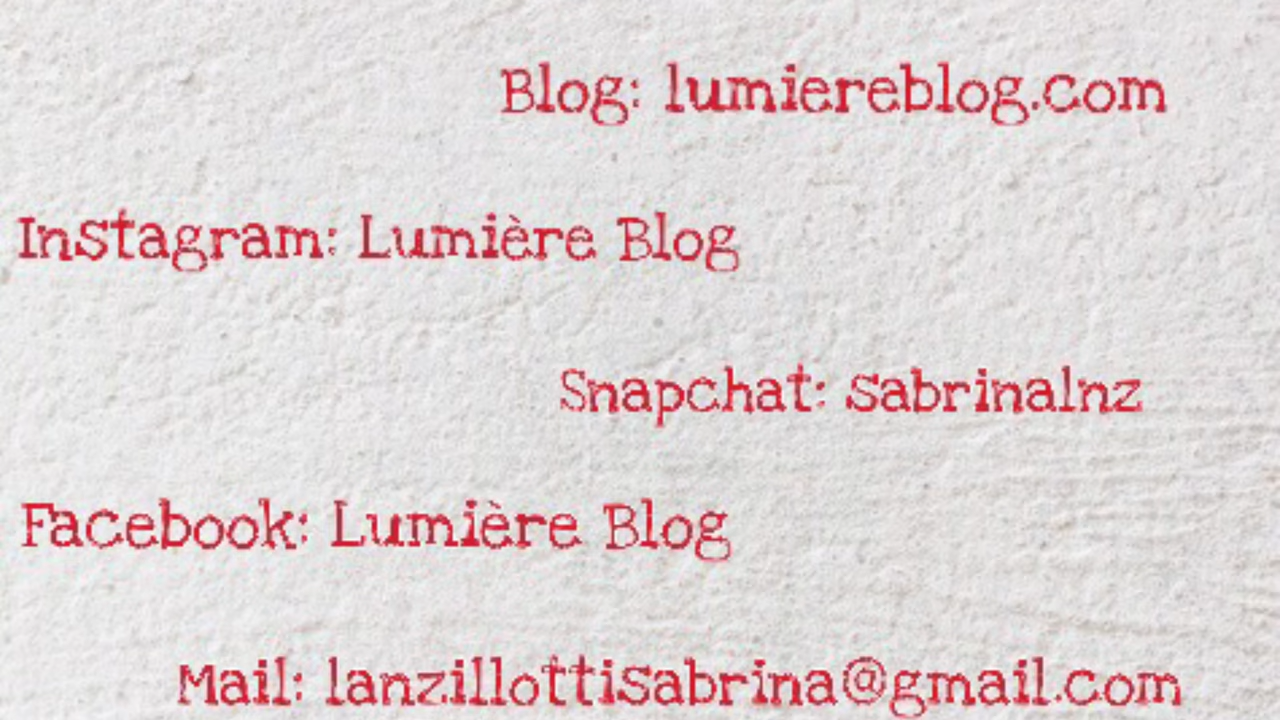 Blog: lumiereblog.com
Instagram: Lumière Blog
Snapchat: sabrinalnz
Facebook: Lumière Blog
Mail: lanzillottisabrina@gmail.com